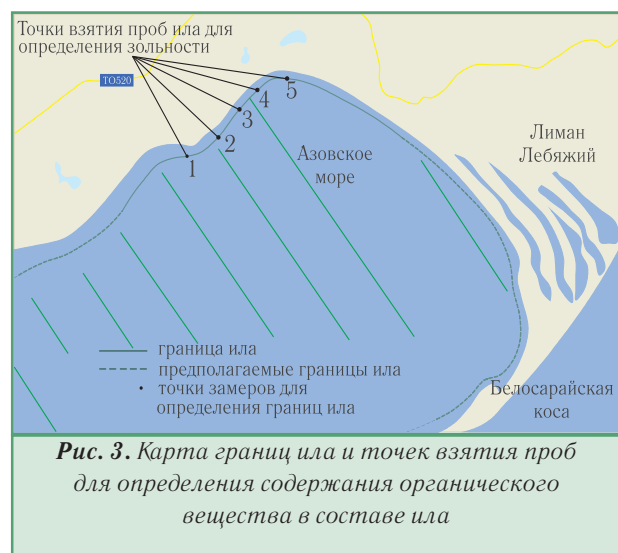 Точки взятия проб ила для
определения зольности
ТО520
5
4
3
2
1
Азовское
море
Лиман
Лебяжий
граница ила
предполагаемые границы ила
точки замеров для
определения границ ила
Белосарайская
коса
Рис. 3. Карта границ ила и точек взятия проб
для определения содержания органического
вещества в составе ила